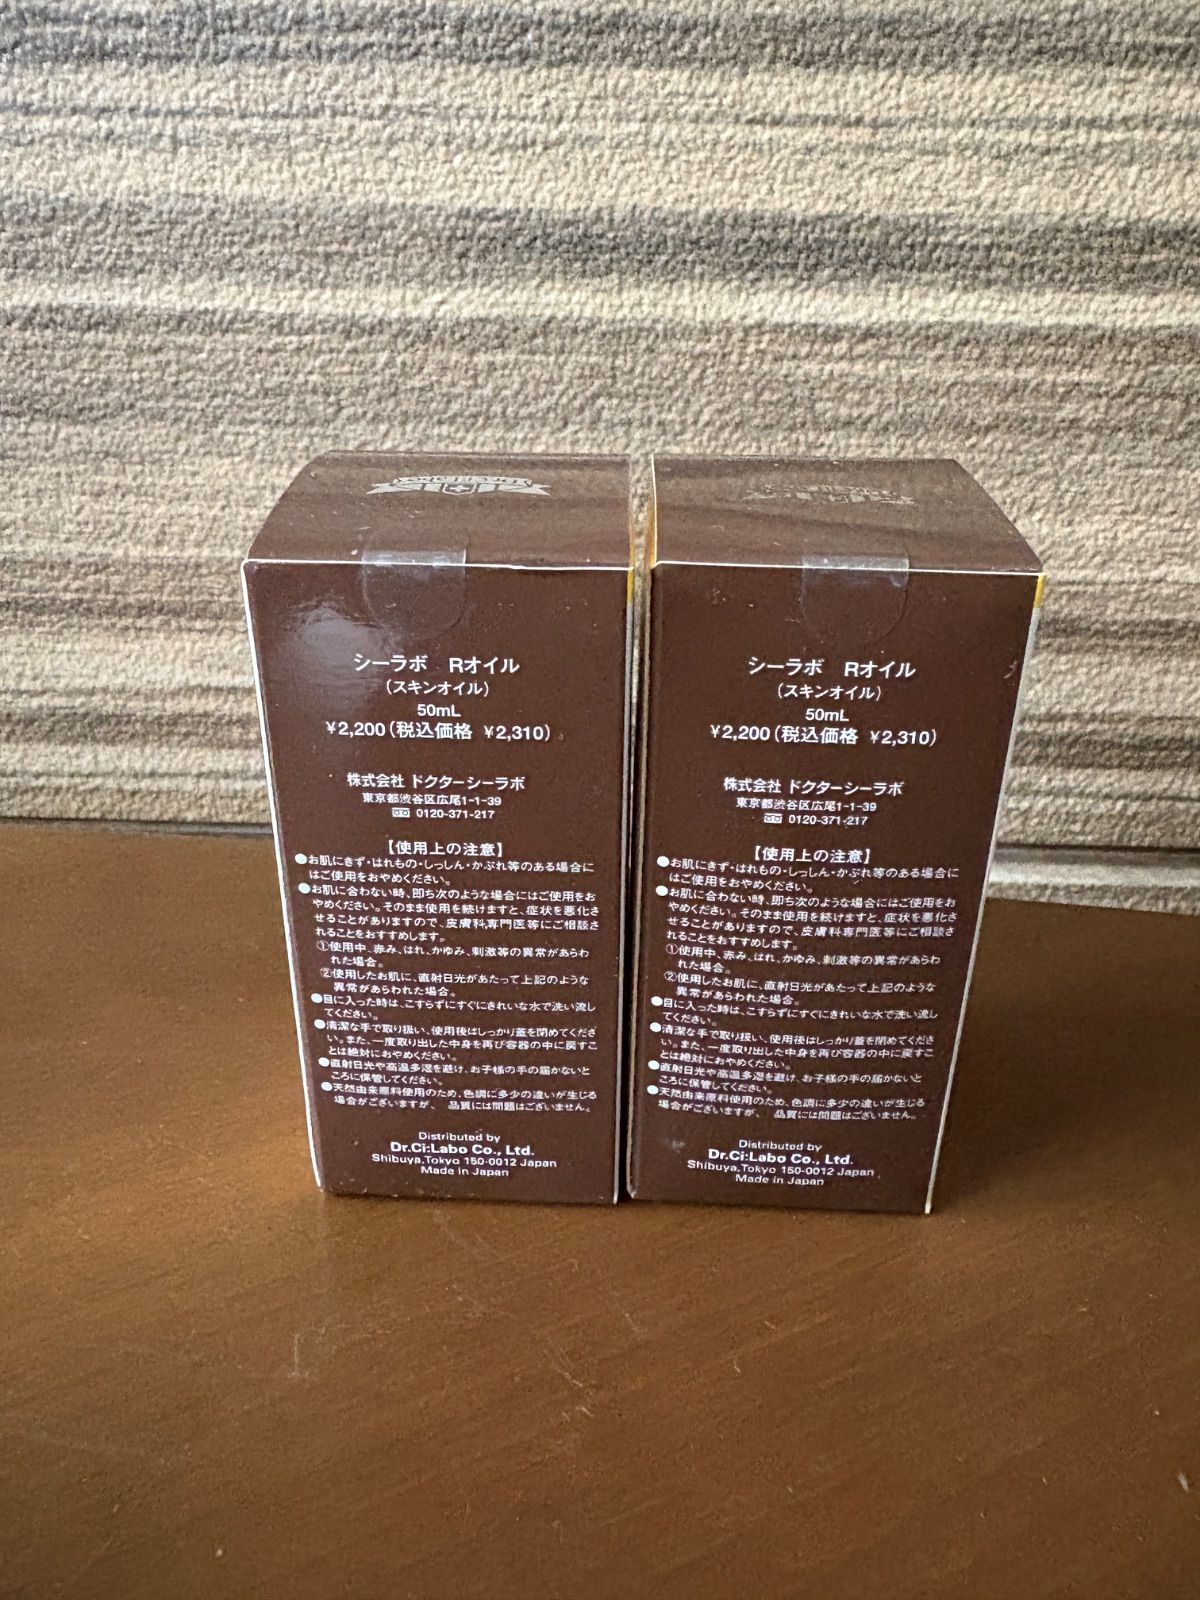 シーラボ Rオイル
（スキンオイル）
50mL
¥2,200（税込価格 ¥2,310）
株式会社 ドクターシーラボ
東京都渋谷区広尾1-1-39
0120-371-217
【使用上の注意】
●お肌にきず・はれもの・しっしん・かぶれ等のある場合に
はご使用をおやめください。
●お肌に合わない時、即ち次のような場合にはご使用をお
やめください。そのまま使用を続けますと、症状を悪化さ
せることがありますので、皮膚科専門医等にご相談さ
れることをおすすめします。
①使用中、赤み、はれ、かゆみ、刺激等の異常があらわ
れた場合。
②使用したお肌に、直射日光があたって上記のような
異常があらわれた場合。
●目に入った時は、こすらずにすぐにきれいな水で洗い流し
てください。
●清潔な手で取り扱い、使用後はしっかり蓋を閉めてくださ
い。また、一度取り出した中身を再び容器の中に戻すこ
とは絶対におやめください。
●直射日光や高温多湿を避け、お子様の手の届かないと
ころに保管してください。
●天然由来原料使用のため、色調に多少の違いが生じる
場合がございますが、 品質には問題はございません。
Distributed by
Dr.Ci:Labo Co., Ltd.
Shibuya,Tokyo 150-0012 Japan
Made in Japan
シーラボ Rオイル
（スキンオイル）
50mL
¥2,200（税込価格 ¥2,310）
株式会社 ドクターシーラボ
東京都渋谷区広尾1-1-39
0120-371-217
【使用上の注意】
●お肌にきず・はれもの・しっしん・かぶれ等のある場合に
はご使用をおやめください。
●お肌に合わない時、即ち次のような場合にはご使用をお
やめください。そのまま使用を続けますと、症状を悪化さ
せることがありますので、皮膚科専門医等にご相談さ
れることをおすすめします。
①使用中、赤み、はれ、かゆみ、刺激等の異常があらわ
れた場合。
②使用したお肌に、直射日光があたって上記のような
異常があらわれた場合。
●目に入った時は、こすらずにすぐにきれいな水で洗い流し
てください。
●清潔な手で取り扱い、使用後はしっかり蓋を閉めてくださ
い。また、一度取り出した中身を再び容器の中に戻すこ
とは絶対におやめください。
●直射日光や高温多湿を避け、お子様の手の届かないと
ころに保管してください。
●天然由来原料使用のため、色調に多少の違いが生じる
場合がございますが、 品質には問題はございません。
Distributed by
Dr.Ci:Labo Co., Ltd.
Shibuya,Tokyo 150-0012 Japan
Made in Japan